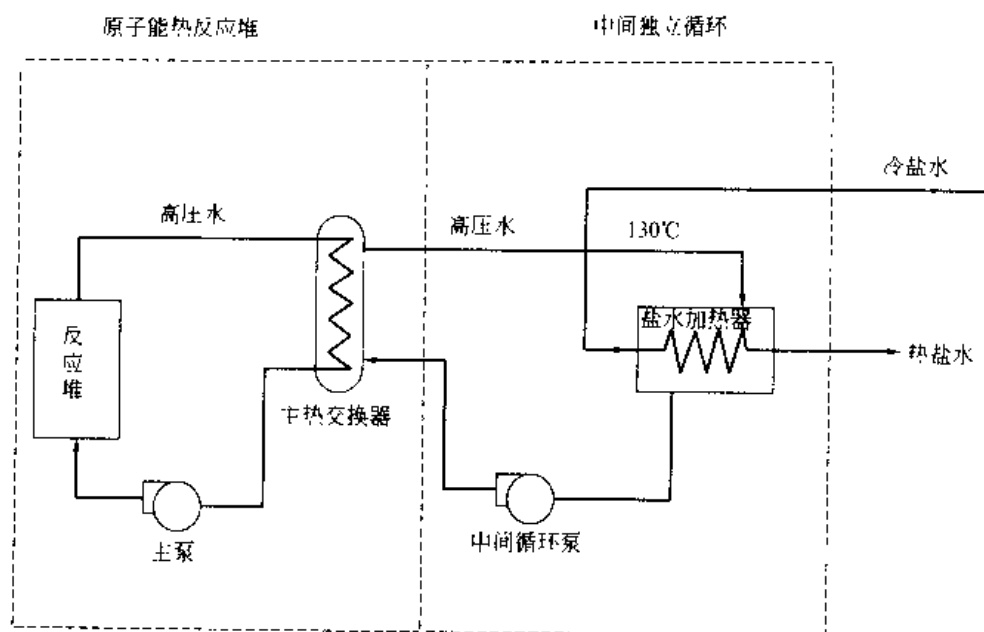 原子能热反应堆
中间独立循环
冷盐水
高压水
高压水
130℃
反应堆
盐水加热器
热盐水
主热交换器
主泵
中间循环泵